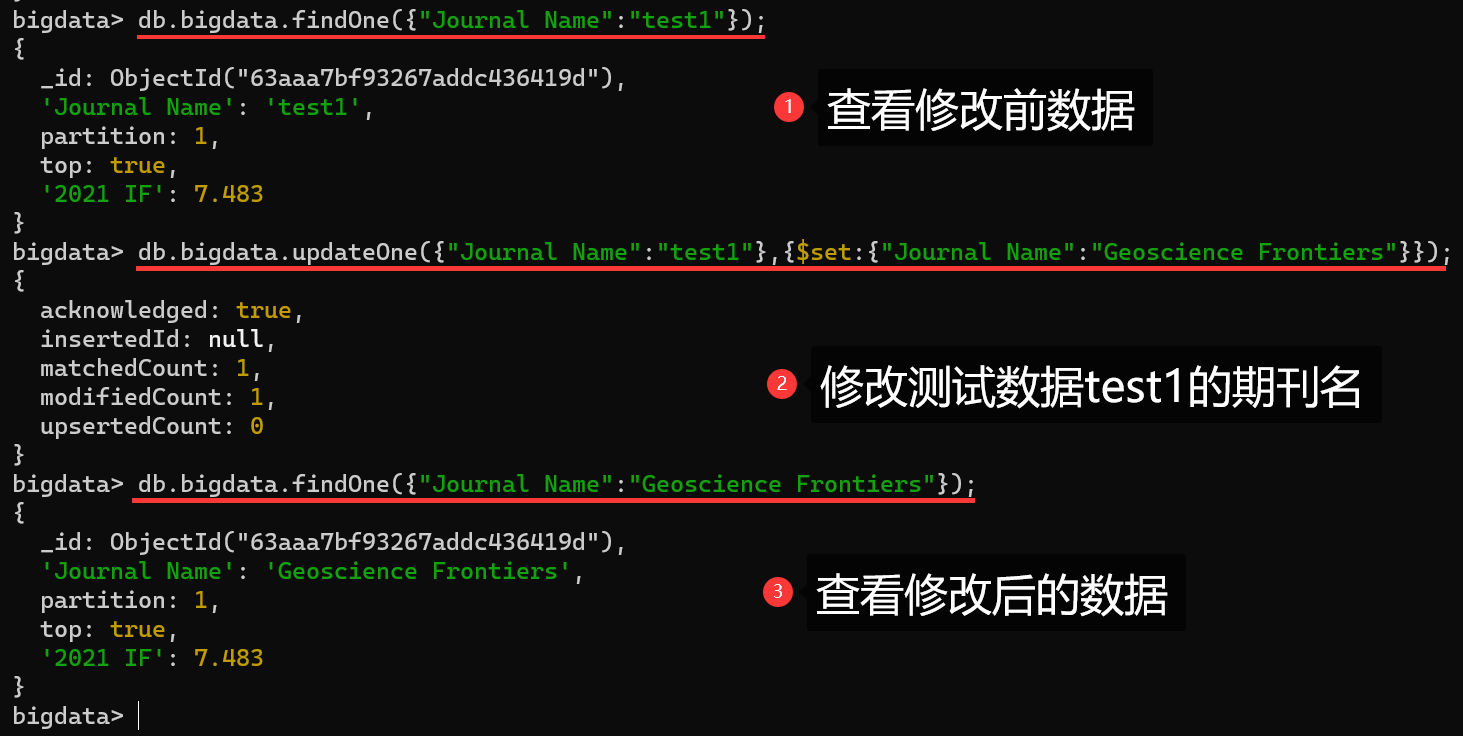 bigdata> db.bigdata.findOne({"Journal Name":"test1"});
{
  _id: ObjectId("63aaa7bf93267addc436419d"),
  'Journal Name': 'test1',
1 查看修改前数据
  partition: 1,
  top: true,
  '2021 IF': 7.483
}
bigdata> db.bigdata.updateOne({"Journal Name":"test1"},{$set:{"Journal Name":"Geoscience Frontiers"}});
{
  acknowledged: true,
  insertedId: null,
  matchedCount: 1,
2 修改测试数据test1的期刊名
  modifiedCount: 1,
  upsertedCount: 0
}
bigdata> db.bigdata.findOne({"Journal Name":"Geoscience Frontiers"});
{
  _id: ObjectId("63aaa7bf93267addc436419d"),
  'Journal Name': 'Geoscience Frontiers',
3 查看修改后的数据
  partition: 1,
  top: true,
  '2021 IF': 7.483
}
bigdata>